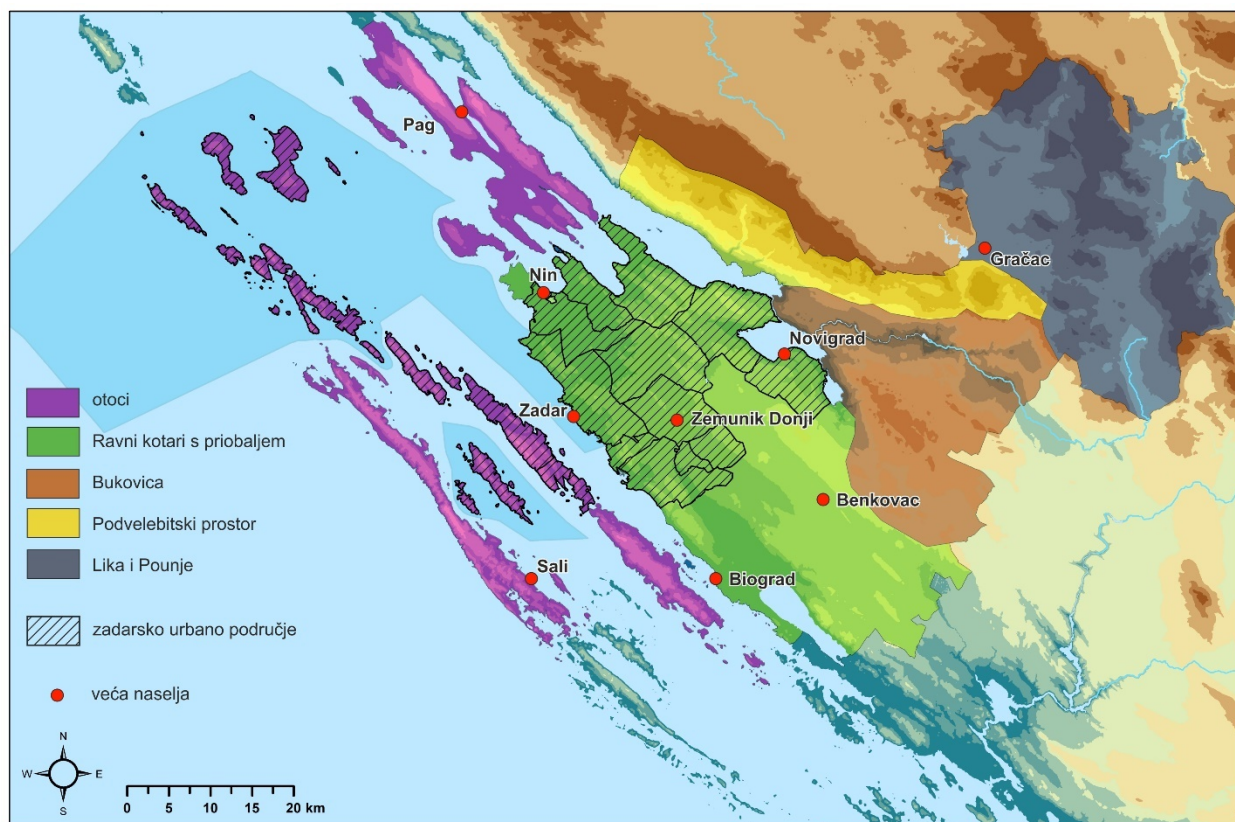 Pag
Gračac
Nin
Novigrad
Zadar
Zemunik Donji
Benkovac
Sali
Biograd
otoci
Ravni kotari s priobaljem
Bukovica
Podvelebitski prostor
Lika i Pounje
zadarsko urbano područje
veća naselja
N
W E
S
0 5 10 15 20 km